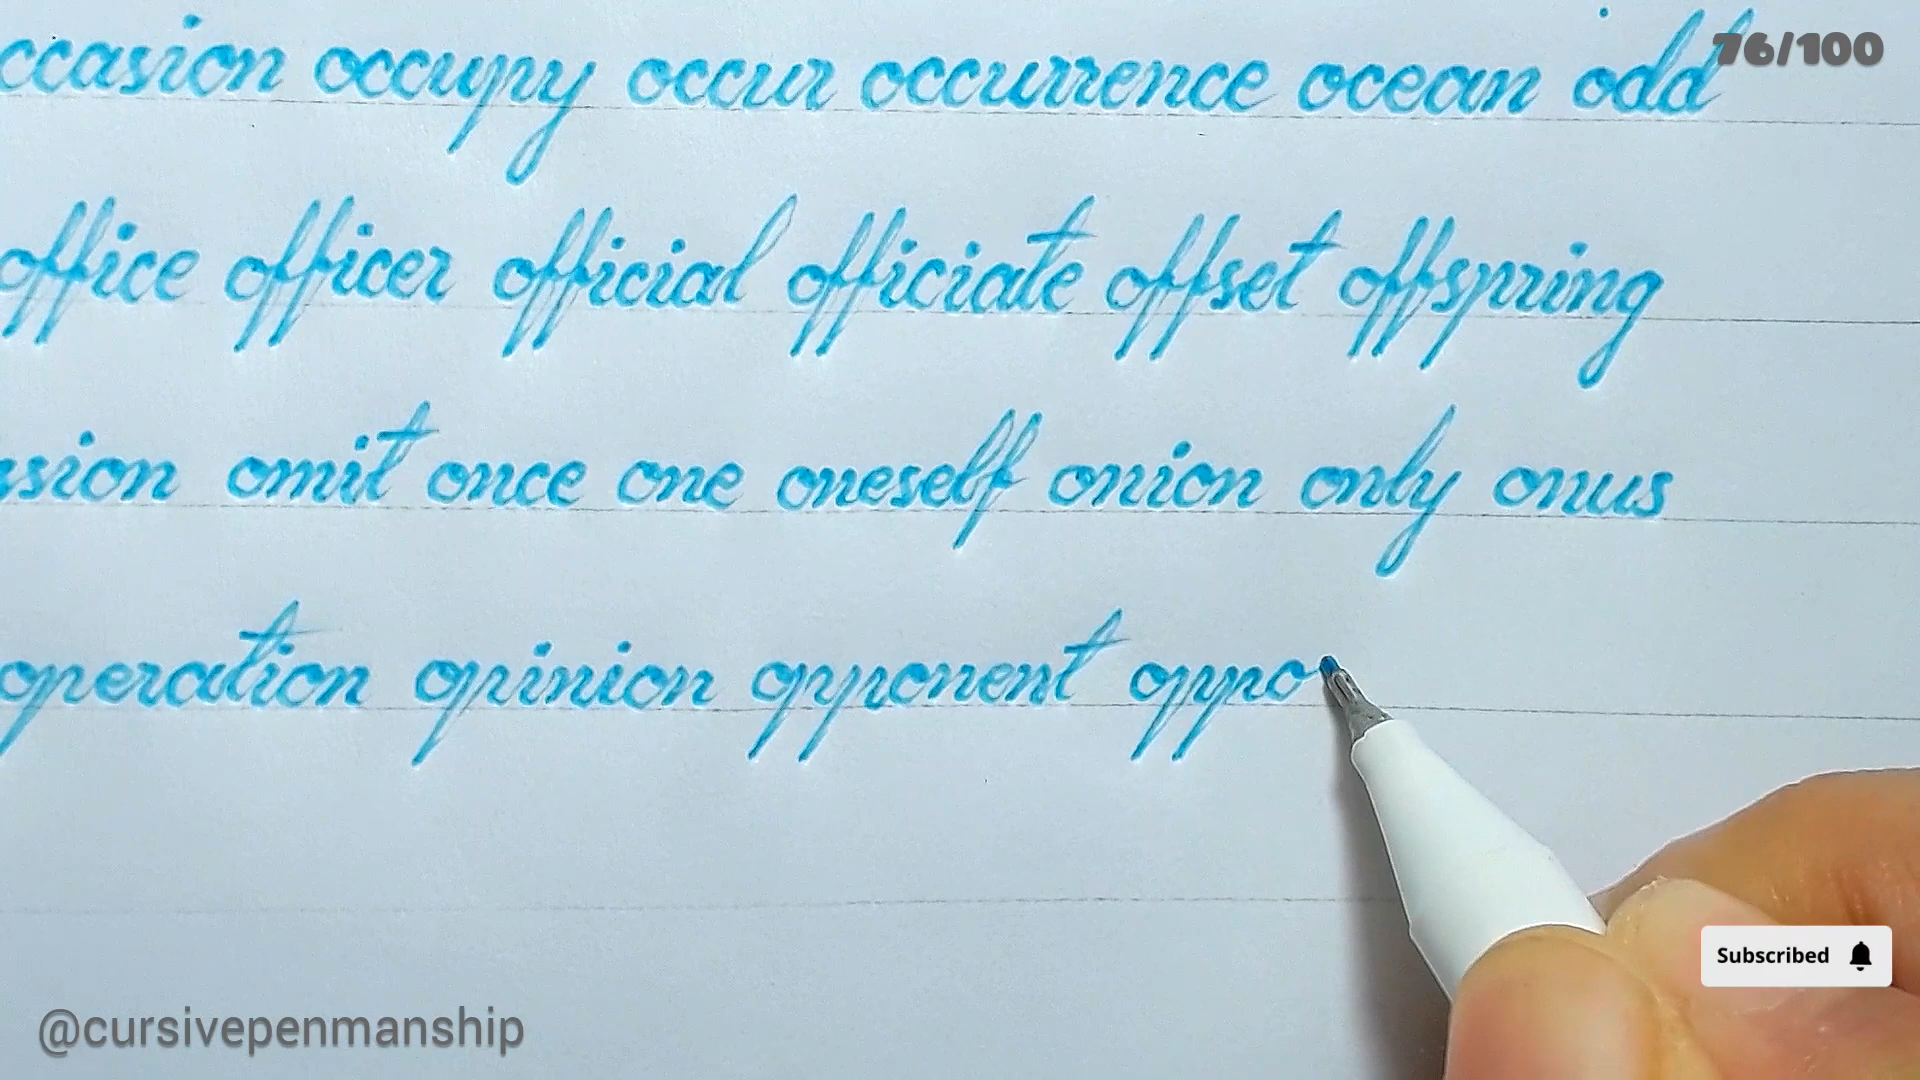 ccasion occupy occur occurrence ocean odd
76/100
office officer official officiate offset offspring
sion omit once one oneself onion only onus
operation opinion opponent oppo
Subscribed
@cursivepenmanship